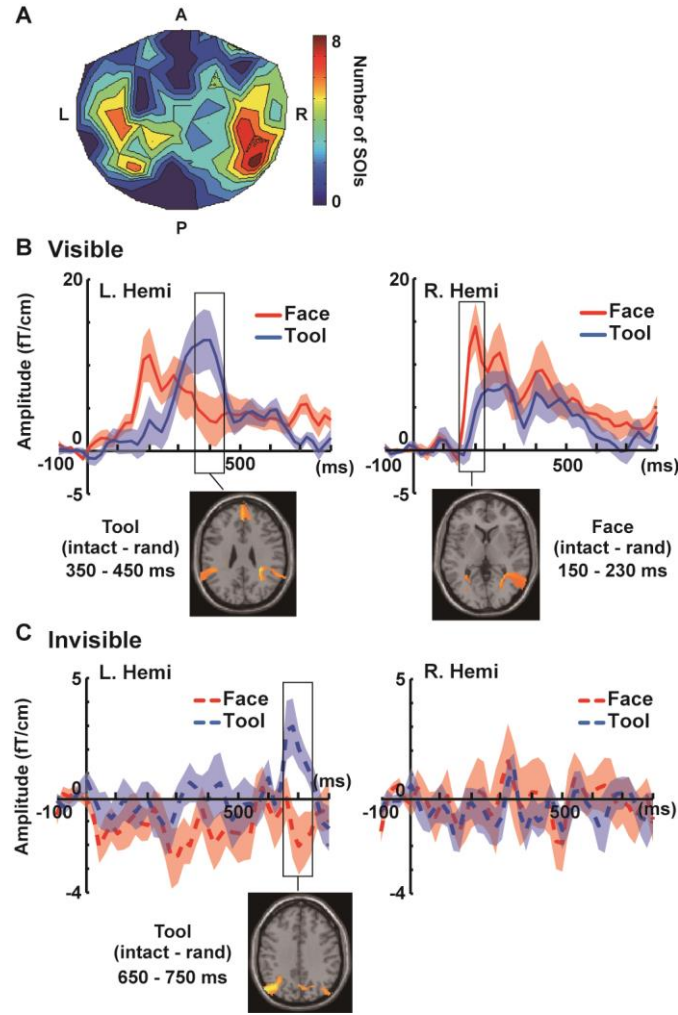 A
A
L
R
P
8
0
Number of SOIs
B Visible
20
0
-5
-100
500
(ms)
Amplitude (fT/cm)
L. Hemi
Face
Tool
R. Hemi
Face
Tool
-100
500
(ms)
Tool
(intact - rand)
350 - 450 ms
Face
(intact - rand)
150 - 230 ms
C Invisible
5
0
-4
-100
500
(ms)
Amplitude (fT/cm)
L. Hemi
Face
Tool
R. Hemi
Face
Tool
5
0
-4
-100
500
(ms)
Tool
(intact - rand)
650 - 750 ms